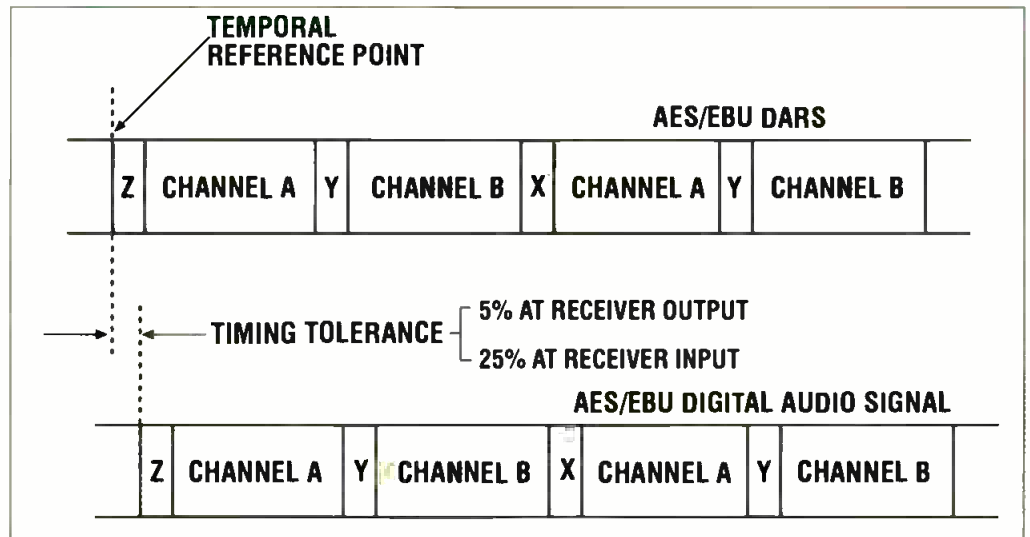 TEMPORAL
REFERENCE POINT
AES/EBU DARS
Z CHANNEL A Y CHANNEL B X CHANNEL A Y CHANNEL B
TIMING TOLERANCE
5% AT RECEIVER OUTPUT
25% AT RECEIVER INPUT
AES/EBU DIGITAL AUDIO SIGNAL
Z CHANNEL A Y CHANNEL B X CHANNEL A Y CHANNEL B